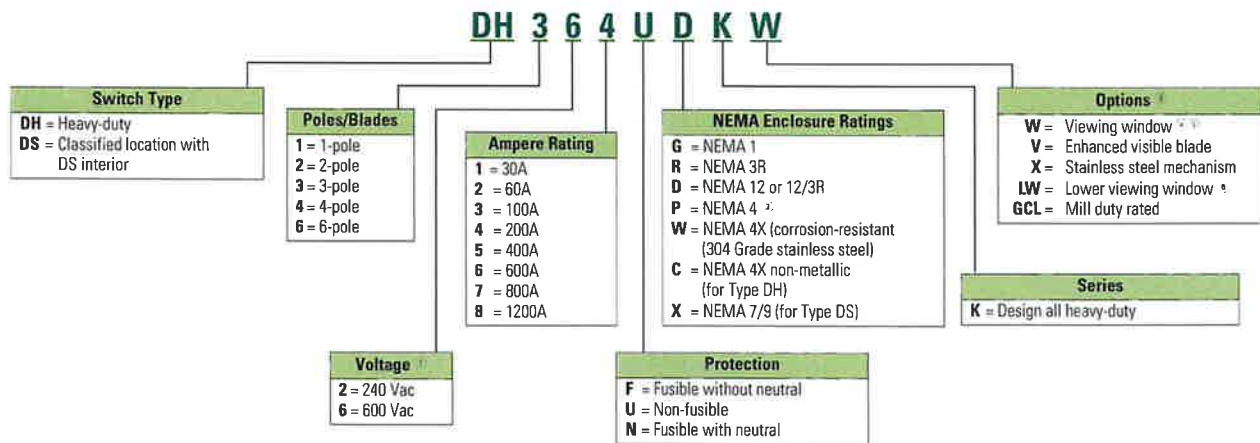 DH 3 6 4 U D K W
Switch Type
DH = Heavy-duty
DS = Classified location with
DS interior
Poles/Blades
1 = 1-pole
2 = 2-pole
3 = 3-pole
4 = 4-pole
6 = 6-pole
Voltage
2 = 240 Vac
6 = 600 Vac
Ampere Rating
1 = 30A
2 = 60A
3 = 100A
4 = 200A
5 = 400A
6 = 600A
7 = 800A
8 = 1200A
Protection
F = Fusible without neutral
U = Non-fusible
N = Fusible with neutral
NEMA Enclosure Ratings
G = NEMA 1
R = NEMA 3R
D = NEMA 12 or 12/3R
P = NEMA 4
W = NEMA 4X (corrosion-resistant
(304 Grade stainless steel)
C = NEMA 4X non-metallic
(for Type DH)
X = NEMA 7/9 (for Type DS)
Series
K = Design all heavy-duty
Options
W = Viewing window
V = Enhanced visible blade
X = Stainless steel mechanism
LW = Lower viewing window
GCL = Mill duty rated